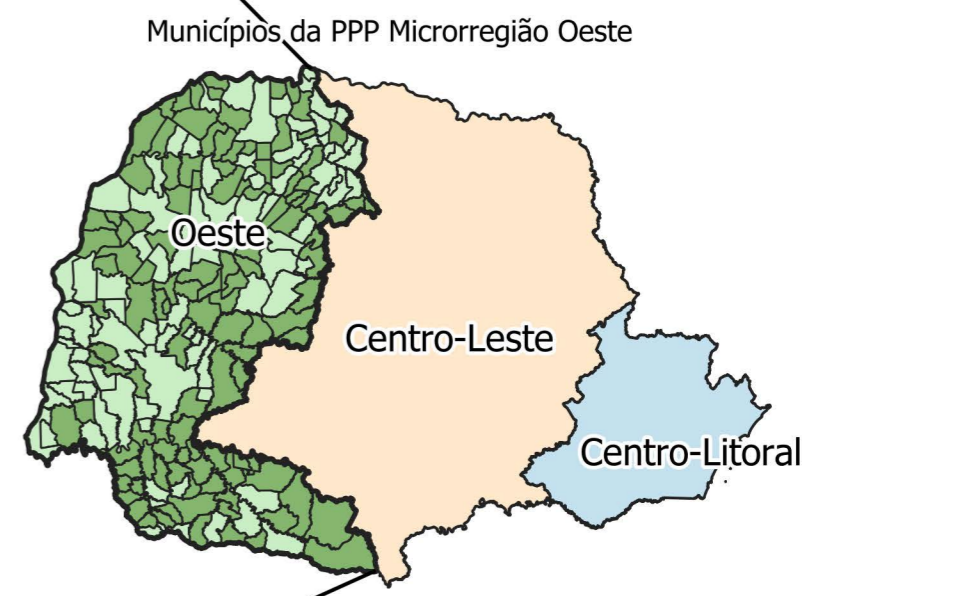 Municípios da PPP Microrregião Oeste
Oeste
Centro-Leste
Centro-Litoral